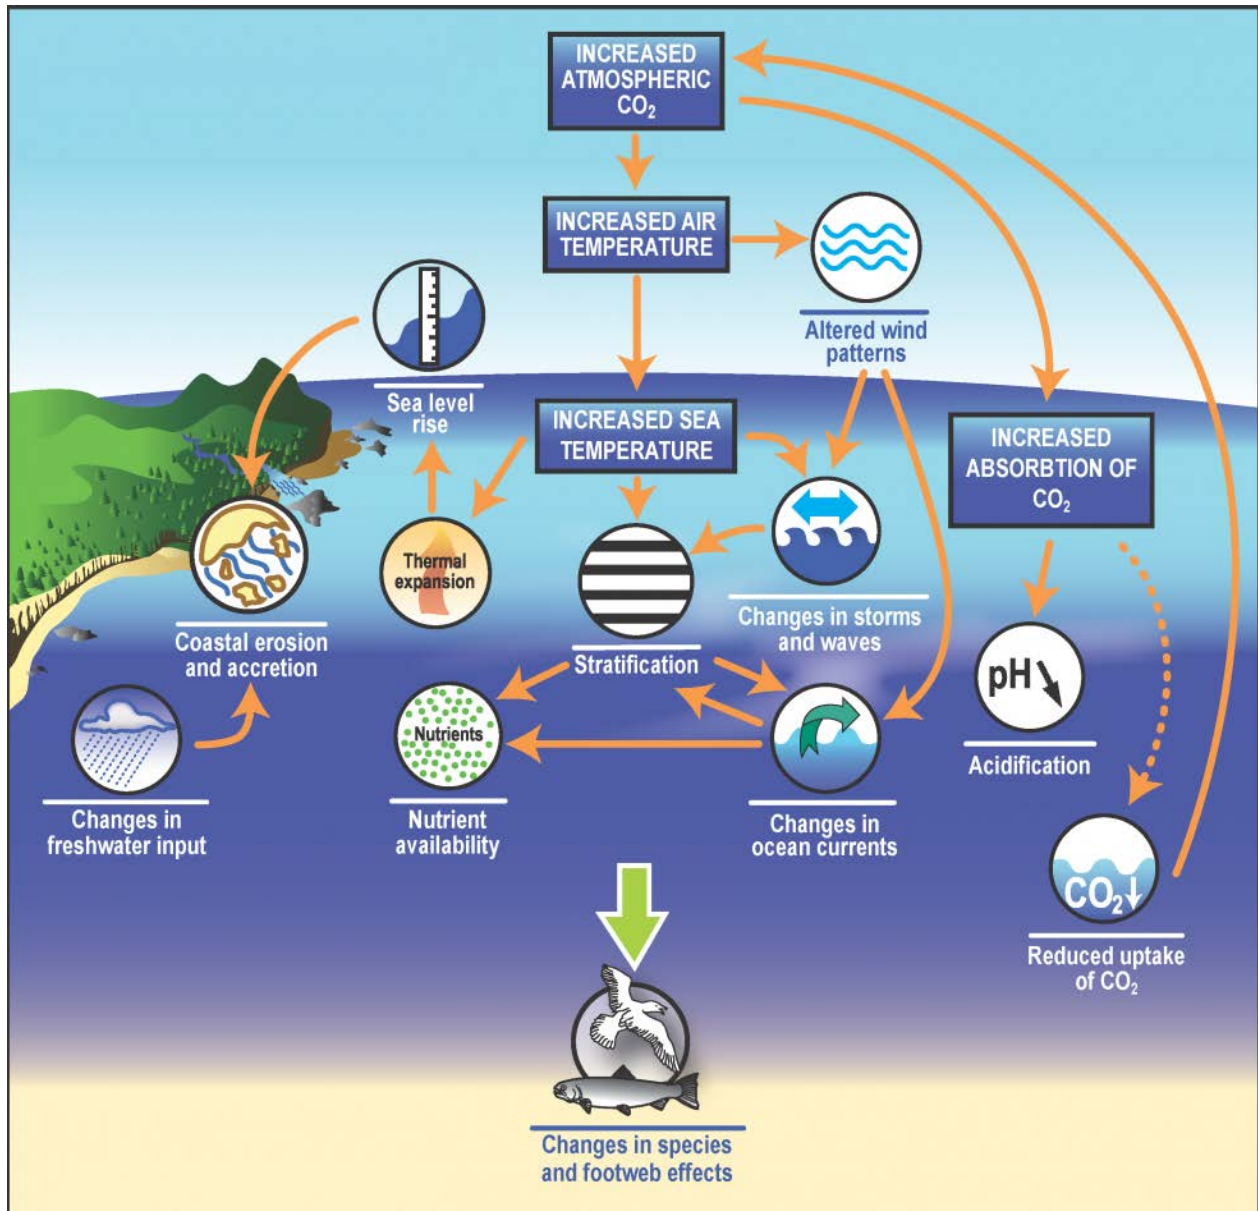 INCREASED
ATMOSPHERIC
CO₂
INCREASED AIR
TEMPERATURE
Altered wind
patterns
Sea level
rise
INCREASED SEA
TEMPERATURE
INCREASED
ABSORBTION OF
CO₂
Thermal
expansion
Changes in storms
and waves
Coastal erosion
and accretion
Stratification
pH
Acidification
Nutrients
Changes in
freshwater input
Nutrient
availability
Changes in
ocean currents
CO₂
Reduced uptake
of CO₂
Changes in species
and footweb effects